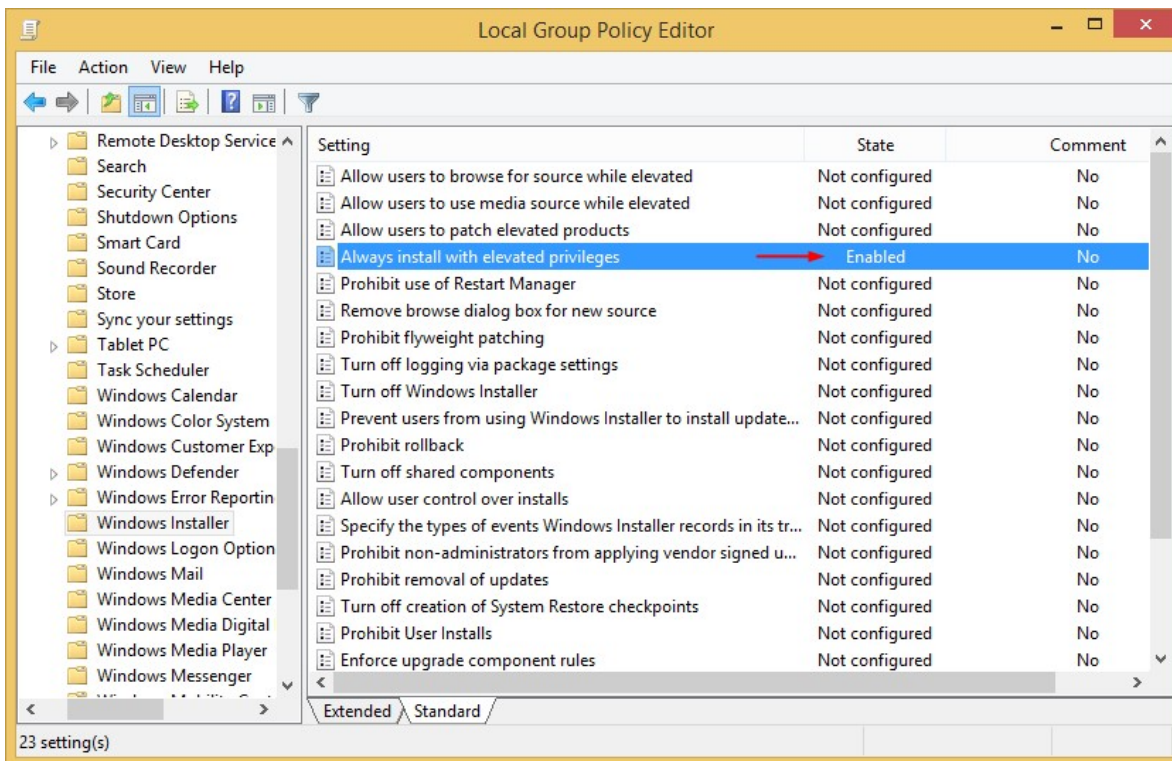 Local Group Policy Editor
File Action View Help
Remote Desktop Service
Search
Security Center
Shutdown Options
Smart Card
Sound Recorder
Store
Sync your settings
Tablet PC
Task Scheduler
Windows Calendar
Windows Color System
Windows Customer Exp
Windows Defender
Windows Error Reportin
Windows Installer
Windows Logon Option
Windows Mail
Windows Media Center
Windows Media Digital
Windows Media Player
Windows Messenger
Setting State Comment
Allow users to browse for source while elevated Not configured No
Allow users to use media source while elevated Not configured No
Allow users to patch elevated products Not configured No
Always install with elevated privileges Enabled No
Prohibit use of Restart Manager Not configured No
Remove browse dialog box for new source Not configured No
Prohibit flyweight patching Not configured No
Turn off logging via package settings Not configured No
Turn off Windows Installer Not configured No
Prevent users from using Windows Installer to install update... Not configured No
Prohibit rollback Not configured No
Turn off shared components Not configured No
Allow user control over installs Not configured No
Specify the types of events Windows Installer records in its tr... Not configured No
Prohibit non-administrators from applying vendor signed u... Not configured No
Prohibit removal of updates Not configured No
Turn off creation of System Restore checkpoints Not configured No
Prohibit User Installs Not configured No
Enforce upgrade component rules Not configured No
Extended Standard
23 setting(s)